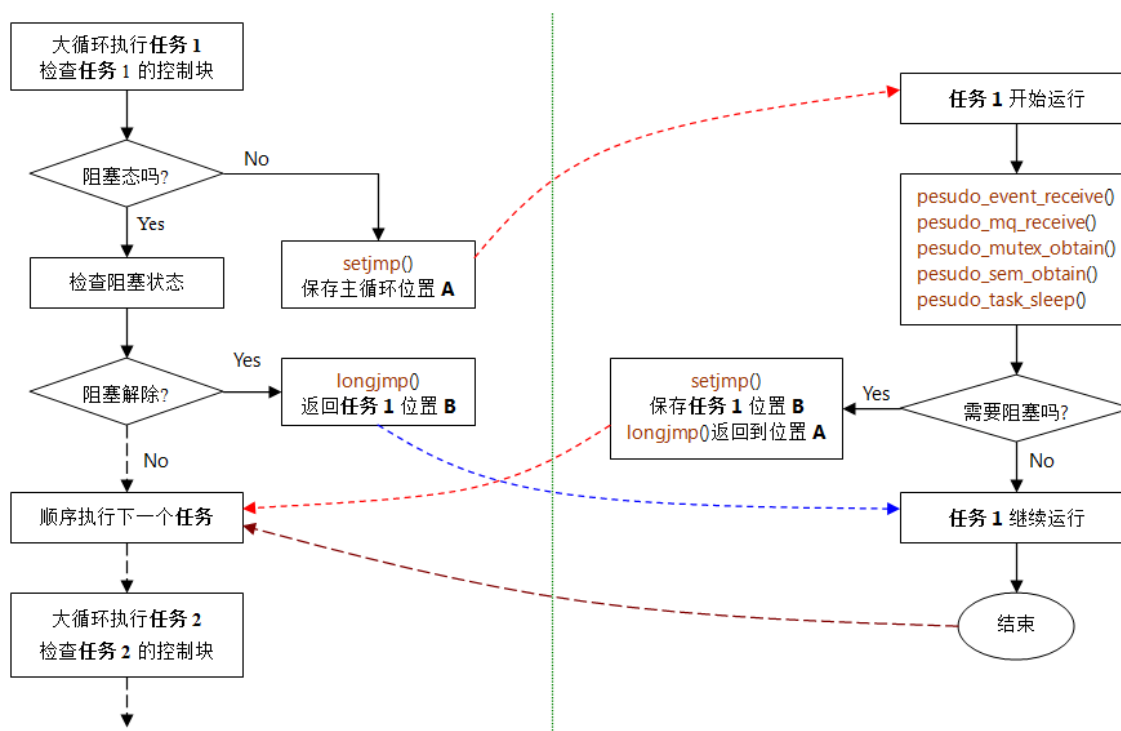 大循环执行任务 1
检查任务 1 的控制块
阻塞态吗?
No
Yes
setjmp()
保存主循环位置 A
检查阻塞状态
阻塞解除?
Yes
longjmp()
返回任务 1 位置 B
No
顺序执行下一个任务
大循环执行任务 2
检查任务 2 的控制块
任务 1 开始运行
pesudo_event_receive()
pesudo_mq_receive()
pesudo_mutex_obtain()
pesudo_sem_obtain()
pesudo_task_sleep()
需要阻塞吗?
Yes
setjmp()
保存任务 1 位置 B
longjmp()返回到位置 A
No
任务 1 继续运行
结束